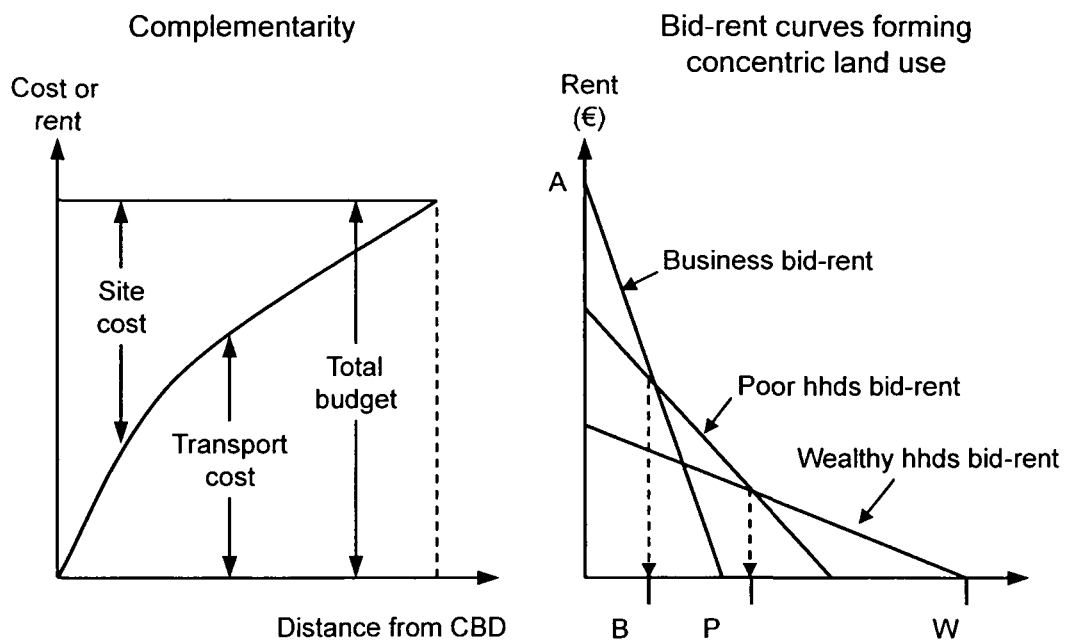 Complementarity
Cost or
rent
Site
cost
Transport
cost
Total
budget
Distance from CBD
Bid-rent curves forming
concentric land use
Rent
(€)
A
Business bid-rent
Poor hhds bid-rent
Wealthy hhds bid-rent
B P W